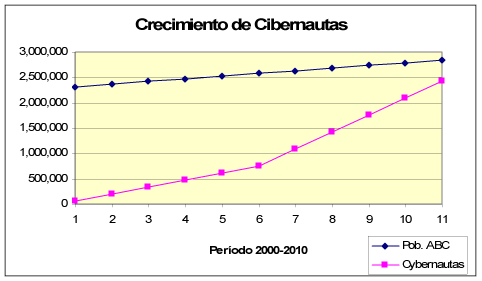 Crecimiento de Cibernautas
3,000,000
2,500,000
2,000,000
1,500,000
1,000,000
500,000
0
1 2 3 4 5 6 7 8 9 10 11
Período 2000-2010
Pob. ABC
Cybernautas